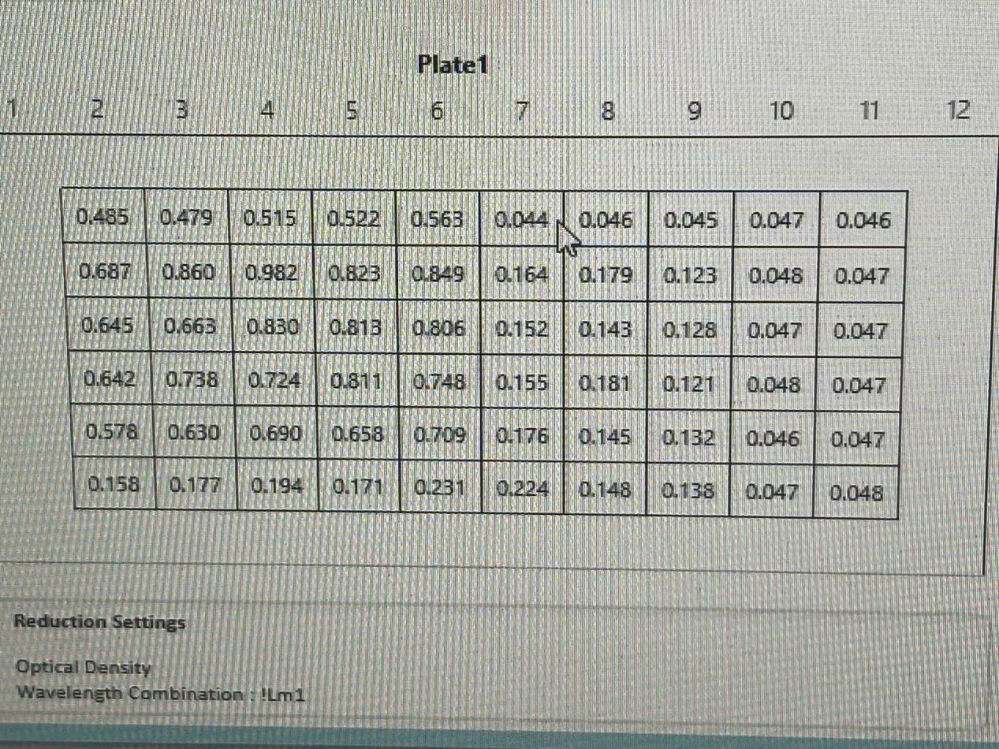 Plate1
1 2 3 4 5 6 7 8 9 10 11 12
0.485 0.479 0.515 0.522 0.563 0.044 0.046 0.045 0.047 0.046
0.687 0.860 0.982 0.823 0.849 0.164 0.179 0.123 0.048 0.047
0.645 0.663 0.830 0.813 0.806 0.152 0.143 0.128 0.047 0.047
0.642 0.738 0.724 0.811 0.748 0.155 0.181 0.121 0.048 0.047
0.578 0.630 0.690 0.658 0.709 0.176 0.145 0.132 0.046 0.047
0.158 0.177 0.194 0.171 0.231 0.224 0.148 0.138 0.047 0.048
Reduction Settings
Optical Density
Wavelength Combination : !Lm1